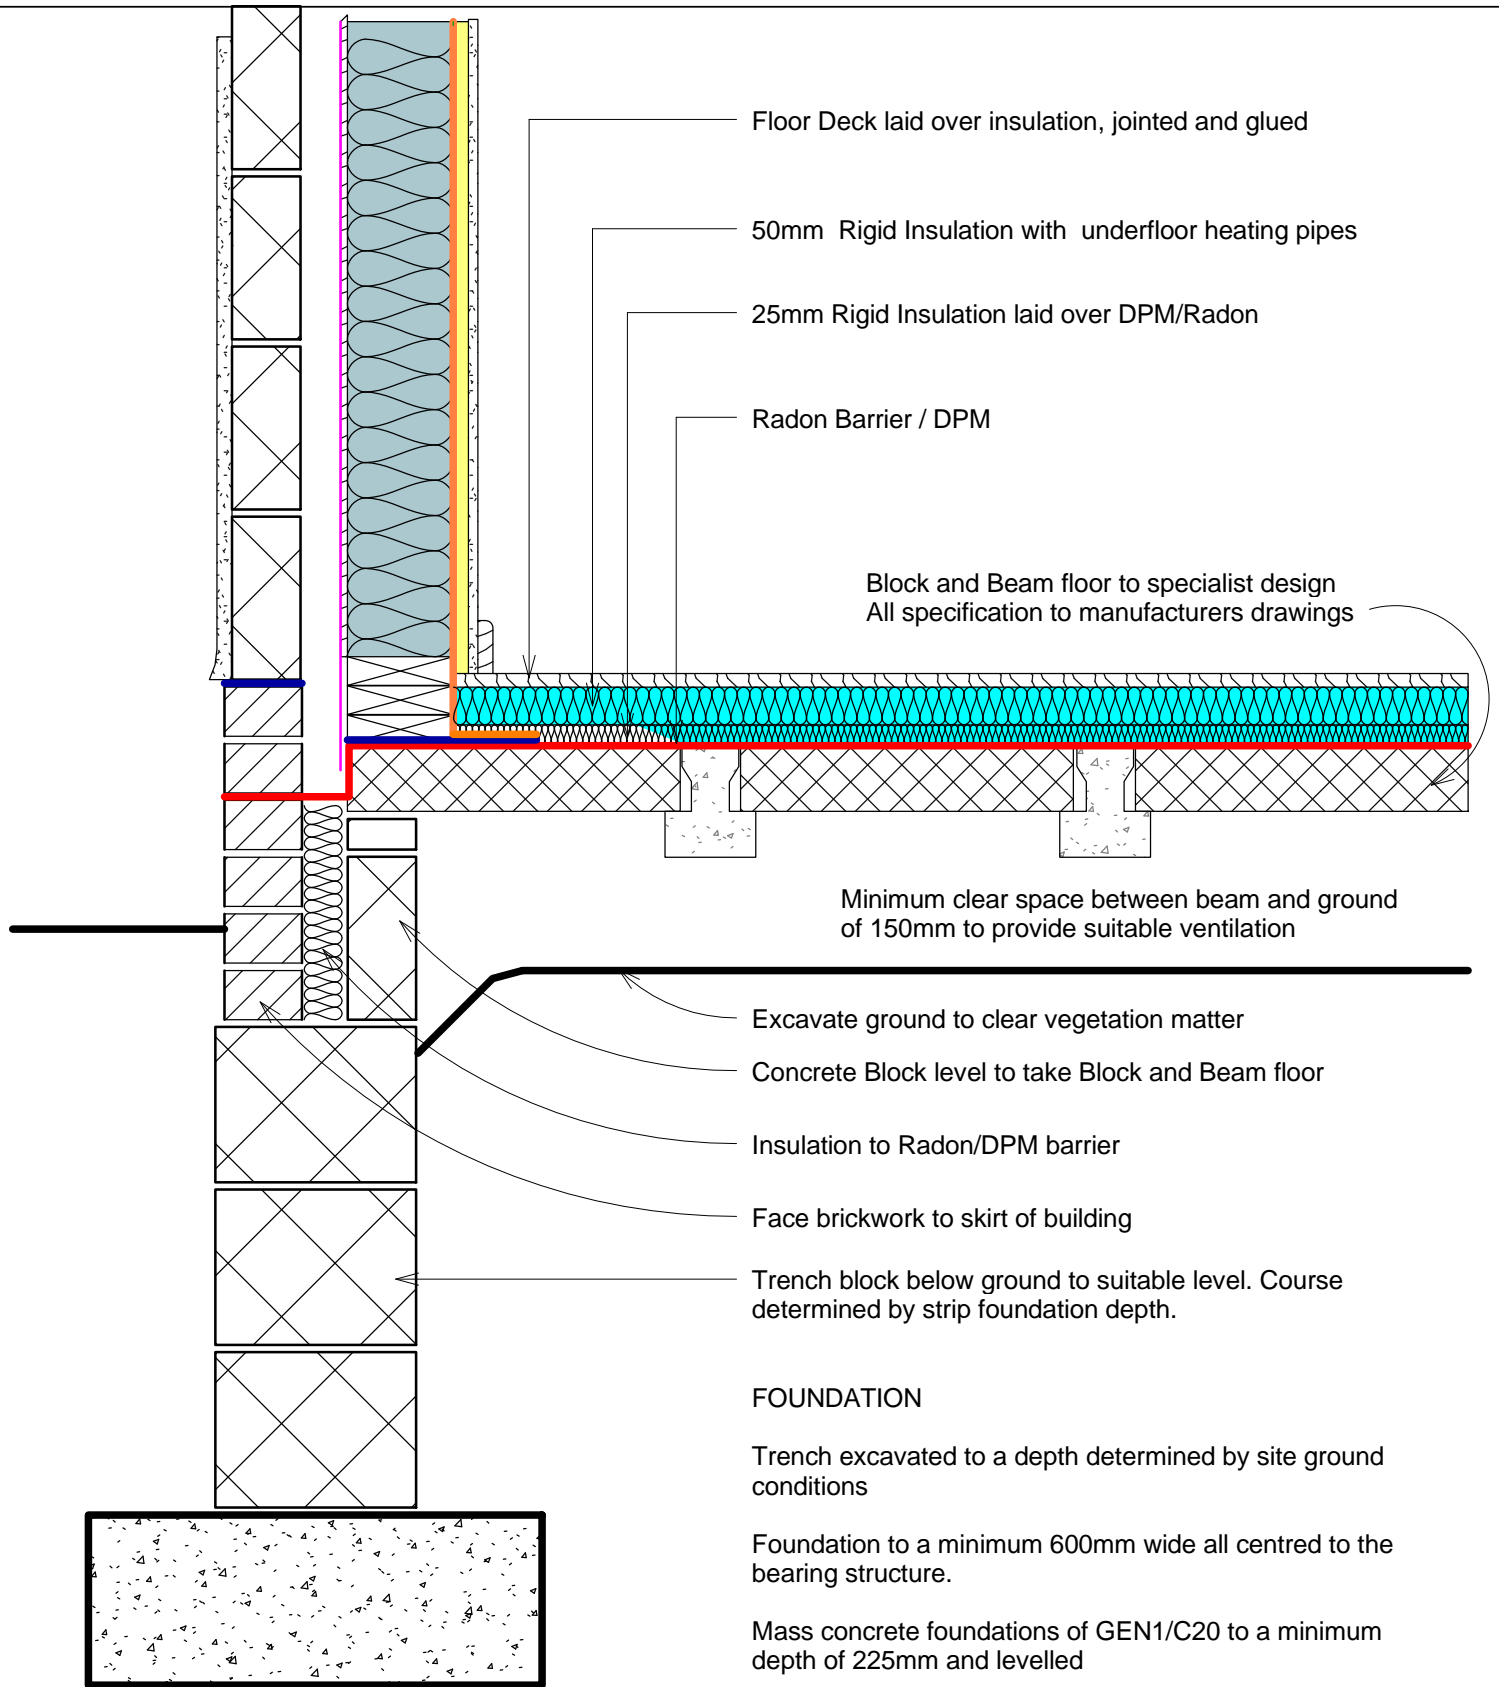 Floor Deck laid over insulation, jointed and glued
50mm Rigid Insulation with underfloor heating pipes
25mm Rigid Insulation laid over DPM/Radon
Radon Barrier / DPM
Block and Beam floor to specialist design
All specification to manufacturers drawings
Minimum clear space between beam and ground
of 150mm to provide suitable ventilation
Excavate ground to clear vegetation matter
Concrete Block level to take Block and Beam floor
Insulation to Radon/DPM barrier
Face brickwork to skirt of building
Trench block below ground to suitable level. Course
determined by strip foundation depth.
FOUNDATION
Trench excavated to a depth determined by site ground
conditions
Foundation to a minimum 600mm wide all centred to the
bearing structure.
Mass concrete foundations of GEN1/C20 to a minimum
depth of 225mm and levelled